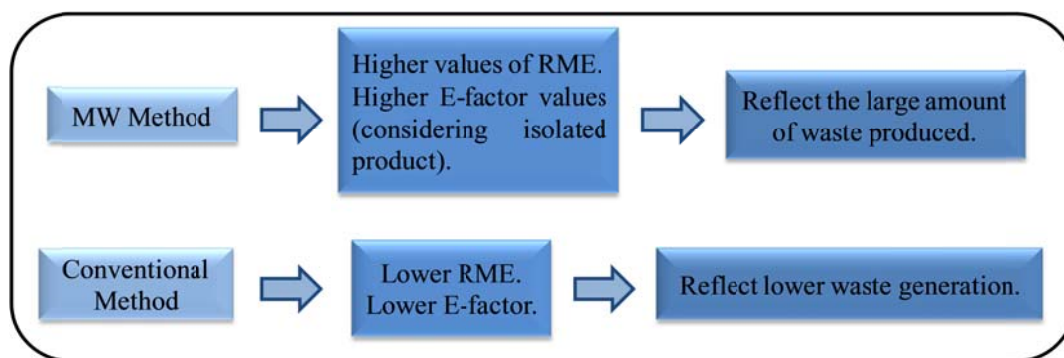 MW Method
Higher values of RME.
Higher E-factor values
(considering isolated
product).
Reflect the large amount
of waste produced.
Conventional
Method
Lower RME.
Lower E-factor.
Reflect lower waste generation.